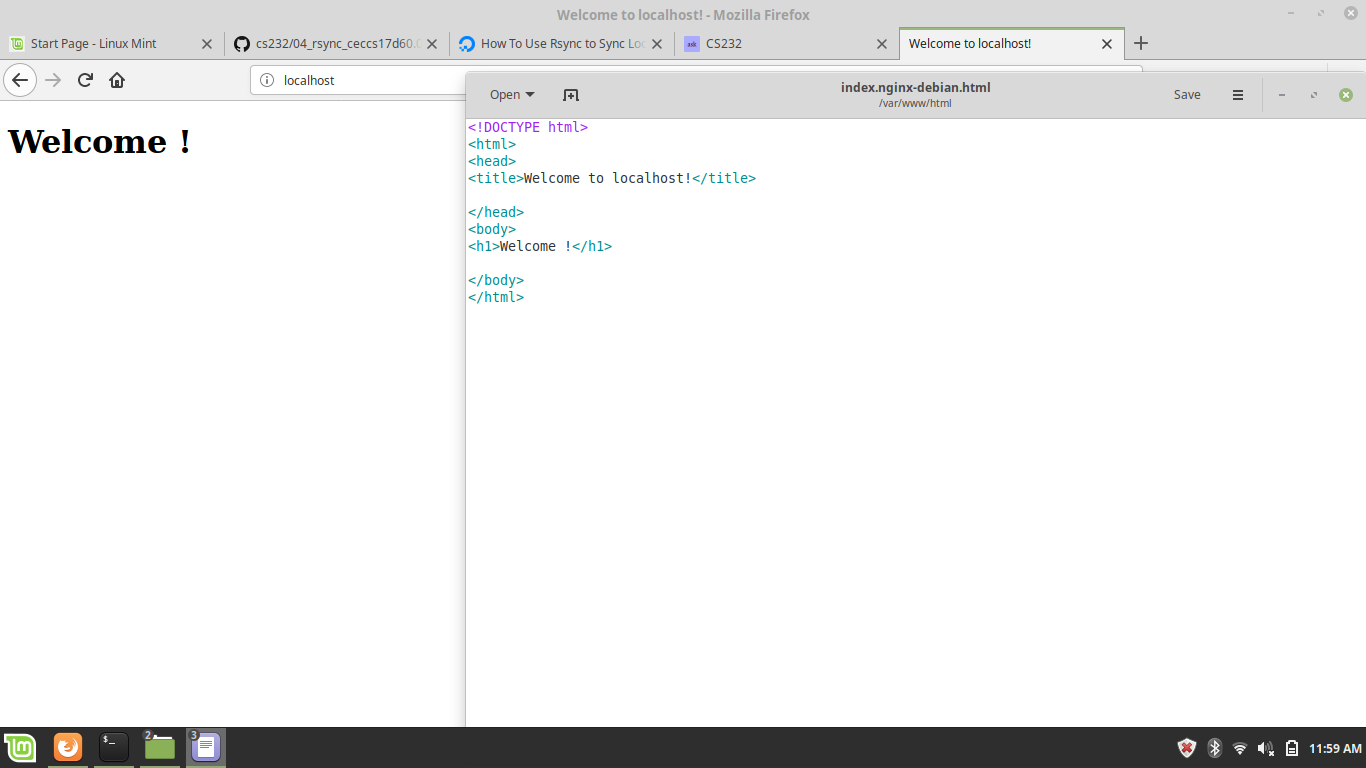 Welcome to localhost! - Mozilla Firefox
Start Page - Linux Mint
cs232/04_rsync_ceccs17d60.
How To Use Rsync to Sync Lo
ask
CS232
Welcome to localhost!
localhost
Welcome !
Open
index.nginx-debian.html
/var/www/html
Save
<!DOCTYPE html>
<html>
<head>
<title>Welcome to localhost!</title>
</head>
<body>
<h1>Welcome !</h1>
</body>
</html>
$_
2
3
11:59 AM